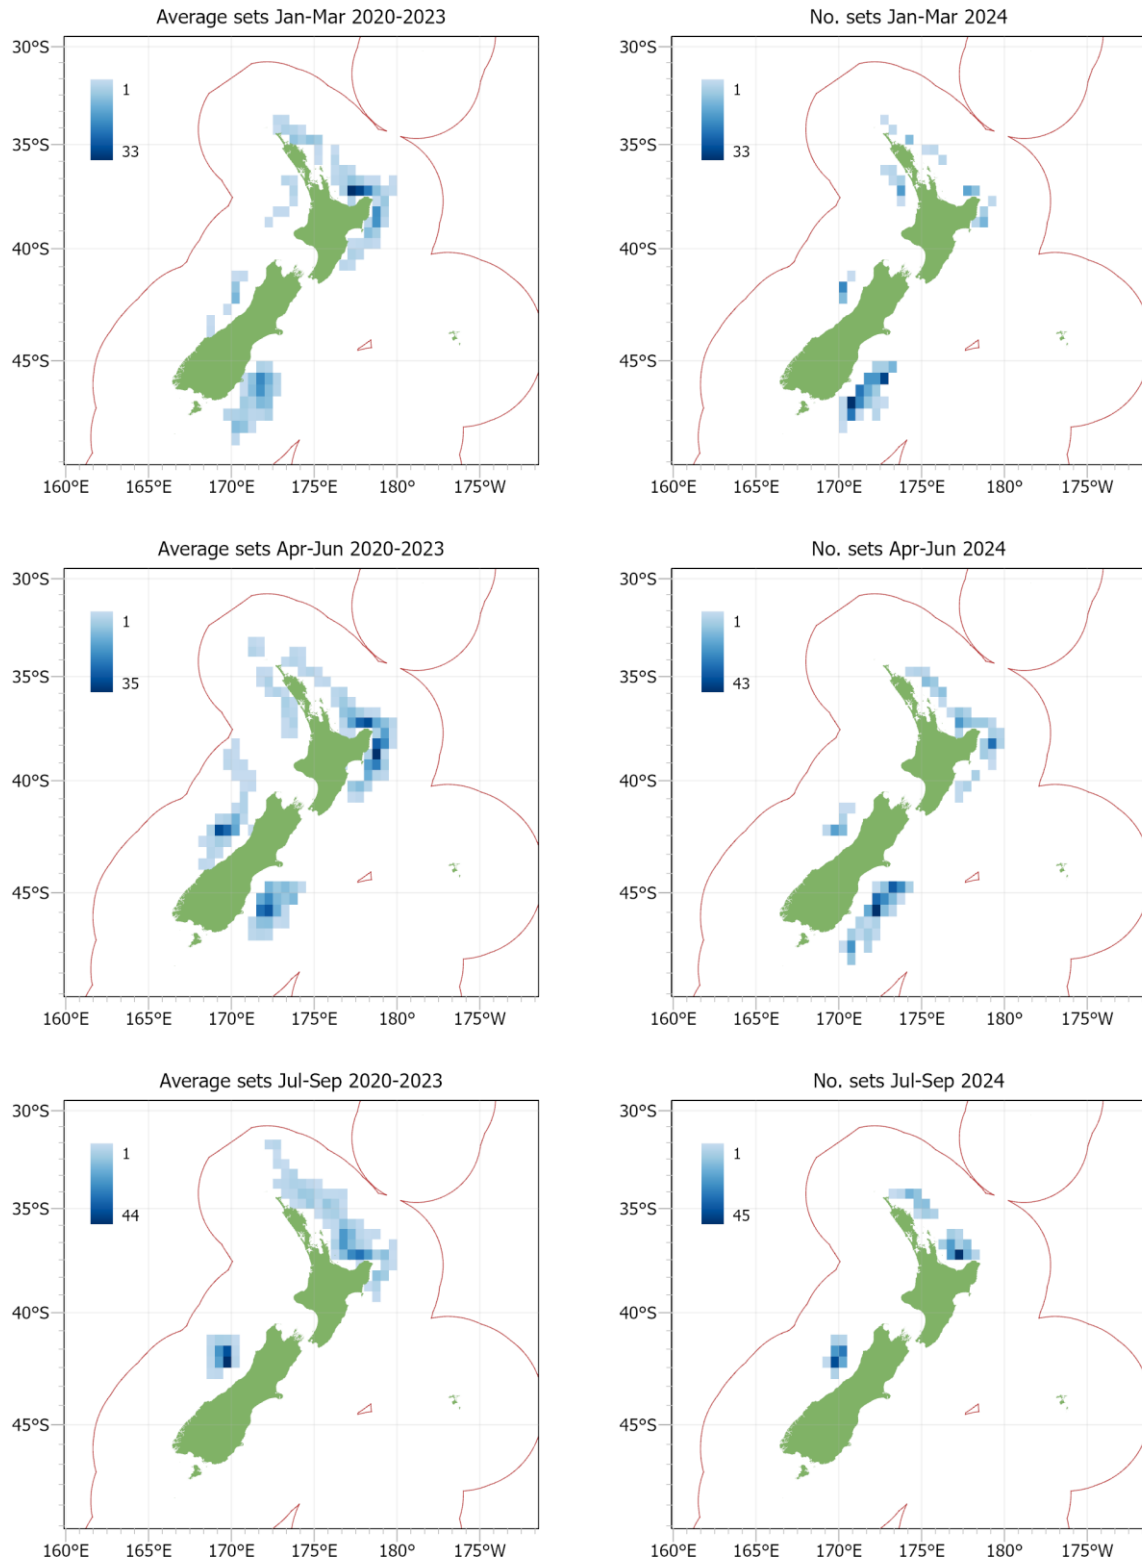 Average sets Jan-Mar 2020-2023
No. sets Jan-Mar 2024
30°S
1
33
35°S
40°S
45°S
160°E 165°E 170°E 175°E 180° 175°W
30°S
1
33
35°S
40°S
45°S
160°E 165°E 170°E 175°E 180° 175°W
Average sets Apr-Jun 2020-2023
No. sets Apr-Jun 2024
30°S
1
35
35°S
40°S
45°S
160°E 165°E 170°E 175°E 180° 175°W
30°S
1
43
35°S
40°S
45°S
160°E 165°E 170°E 175°E 180° 175°W
Average sets Jul-Sep 2020-2023
No. sets Jul-Sep 2024
30°S
1
44
35°S
40°S
45°S
160°E 165°E 170°E 175°E 180° 175°W
30°S
1
45
35°S
40°S
45°S
160°E 165°E 170°E 175°E 180° 175°W